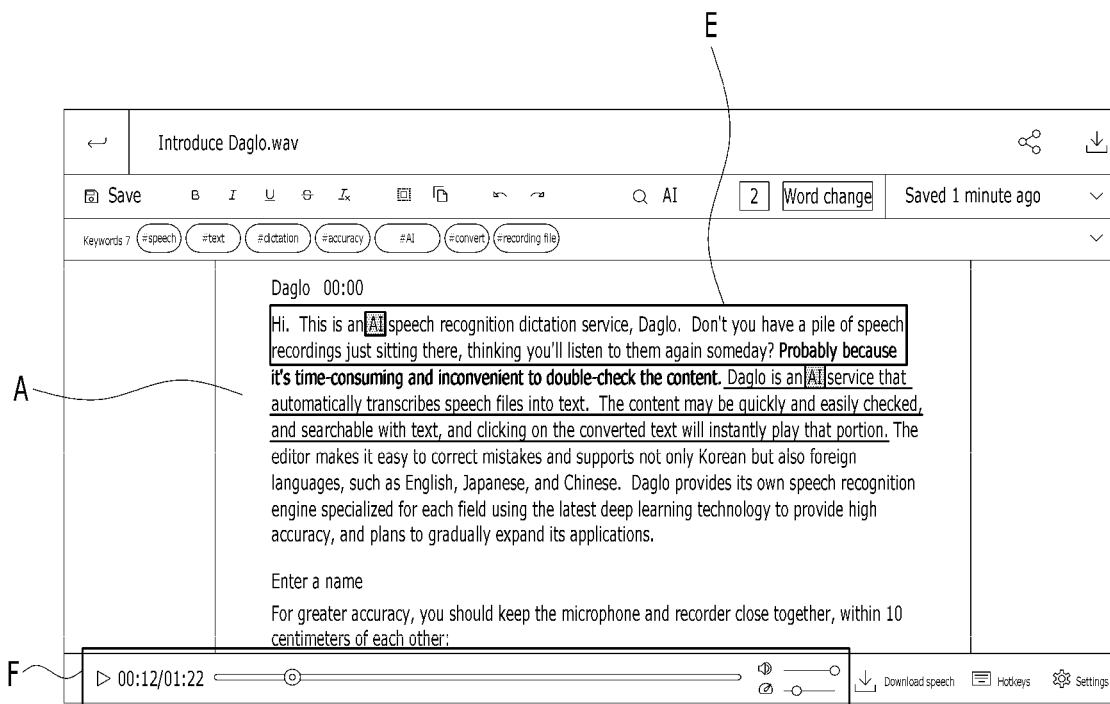 E
Introduce Daglo.wav
Save B I U S Ix AI 2 Word change Saved 1 minute ago
Keywords 7 #speech #text #dictation #accuracy #AI #convert #recording file
Daglo 00:00
Hi. This is an AI speech recognition dictation service, Daglo. Don't you have a pile of speech
recordings just sitting there, thinking you'll listen to them again someday? Probably because
it's time-consuming and inconvenient to double-check the content. Daglo is an AI service that
A
automatically transcribes speech files into text. The content may be quickly and easily checked,
and searchable with text, and clicking on the converted text will instantly play that portion. The
editor makes it easy to correct mistakes and supports not only Korean but also foreign
languages, such as English, Japanese, and Chinese. Daglo provides its own speech recognition
engine specialized for each field using the latest deep learning technology to provide high
accuracy, and plans to gradually expand its applications.
Enter a name
For greater accuracy, you should keep the microphone and recorder close together, within 10
centimeters of each other:
F
00:12/01:22 Download speech Hotkeys Settings